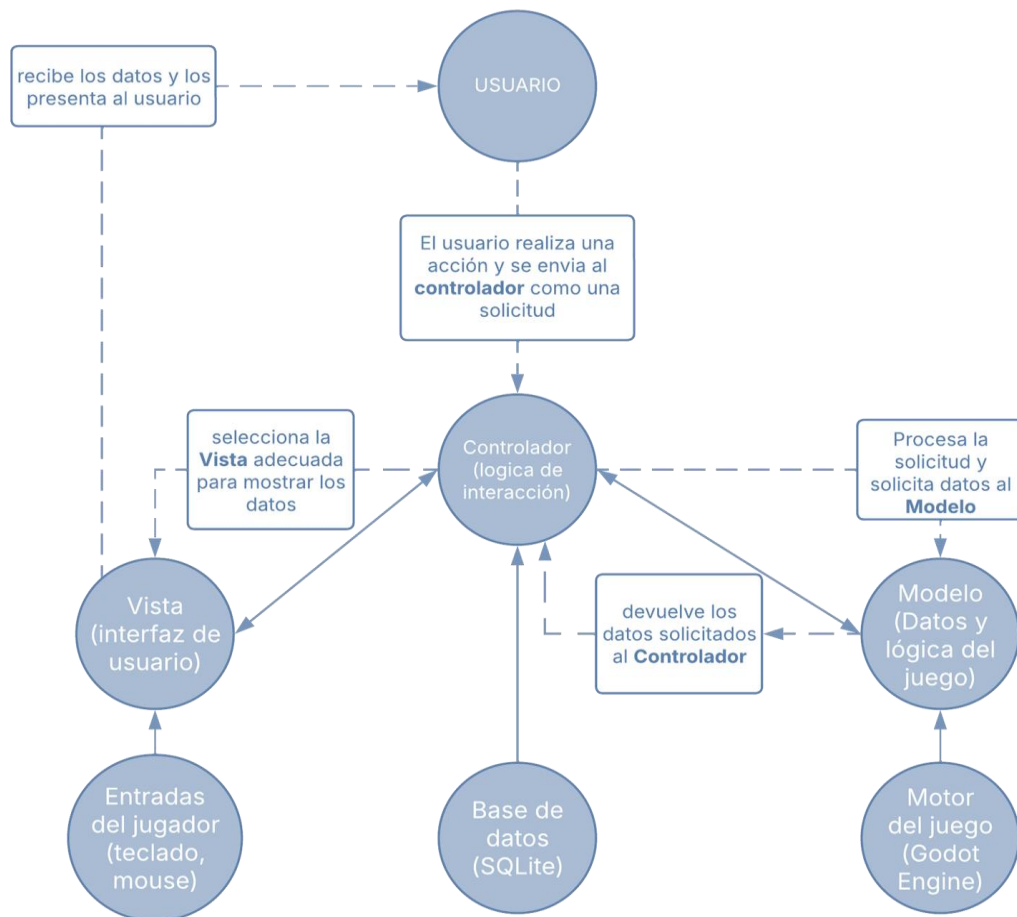 recibe los datos y los
presenta al usuario
USUARIO
El usuario realiza una
acción y se envia al
controlador como una
solicitud
selecciona la
Vista adecuada
para mostrar los
datos
Controlador
(logica de
interacción)
Procesa la
solicitud y
solicita datos al
Modelo
Vista
(interfaz de
usuario)
devuelve los
datos solicitados
al Controlador
Modelo
(Datos y
lógica del
juego)
Entradas
del jugador
(teclado,
mouse)
Base de
datos
(SQLite)
Motor
del juego
(Godot
Engine)